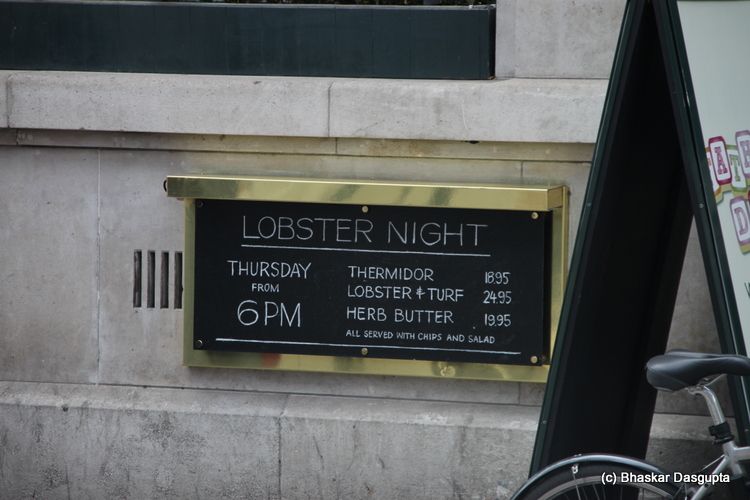 LOBSTER NIGHT
THURSDAY
FROM
6PM
THERMIDOR 18.95
LOBSTER & TURF 24.95
HERB BUTTER 19.95
ALL SERVED WITH CHIPS AND SALAD
(c) Bhaskar Dasgupta